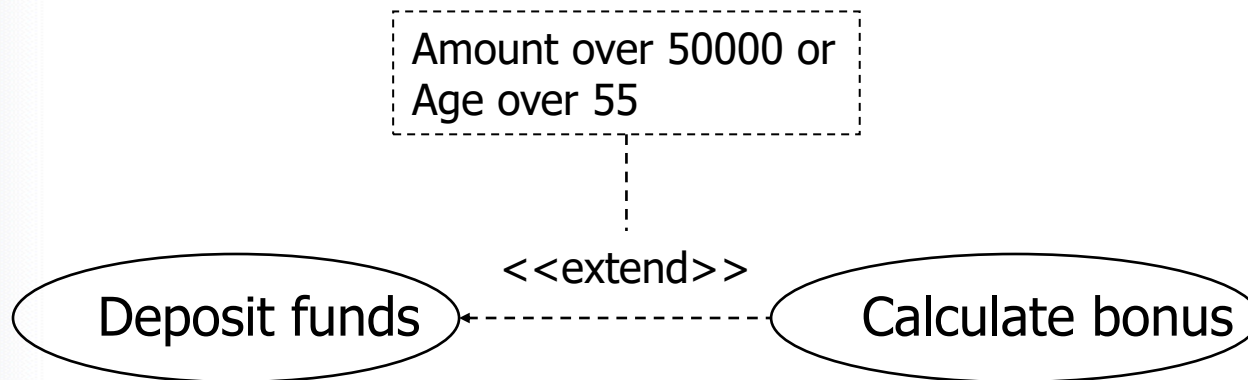 Amount over 50000 or
Age over 55
<<extend>>
Deposit funds
Calculate bonus